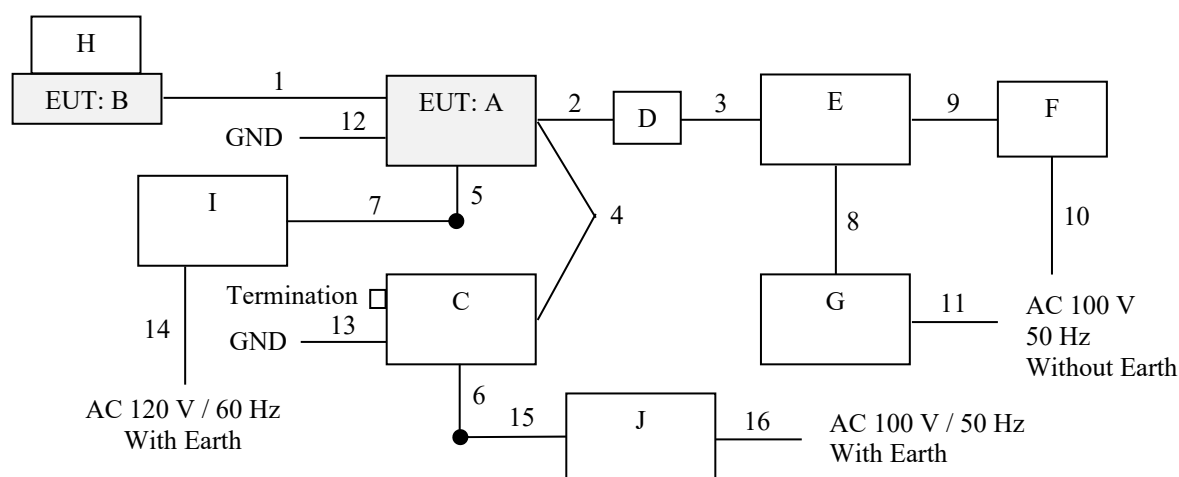 H
EUT: B
1
EUT: A
2
D
3
E
9
F
12
GND
I
7
5
4
8
10
Termination
C
13
GND
14
G
11
AC 100 V
50 Hz
Without Earth
6
AC 120 V / 60 Hz
With Earth
15
J
16
AC 100 V / 50 Hz
With Earth